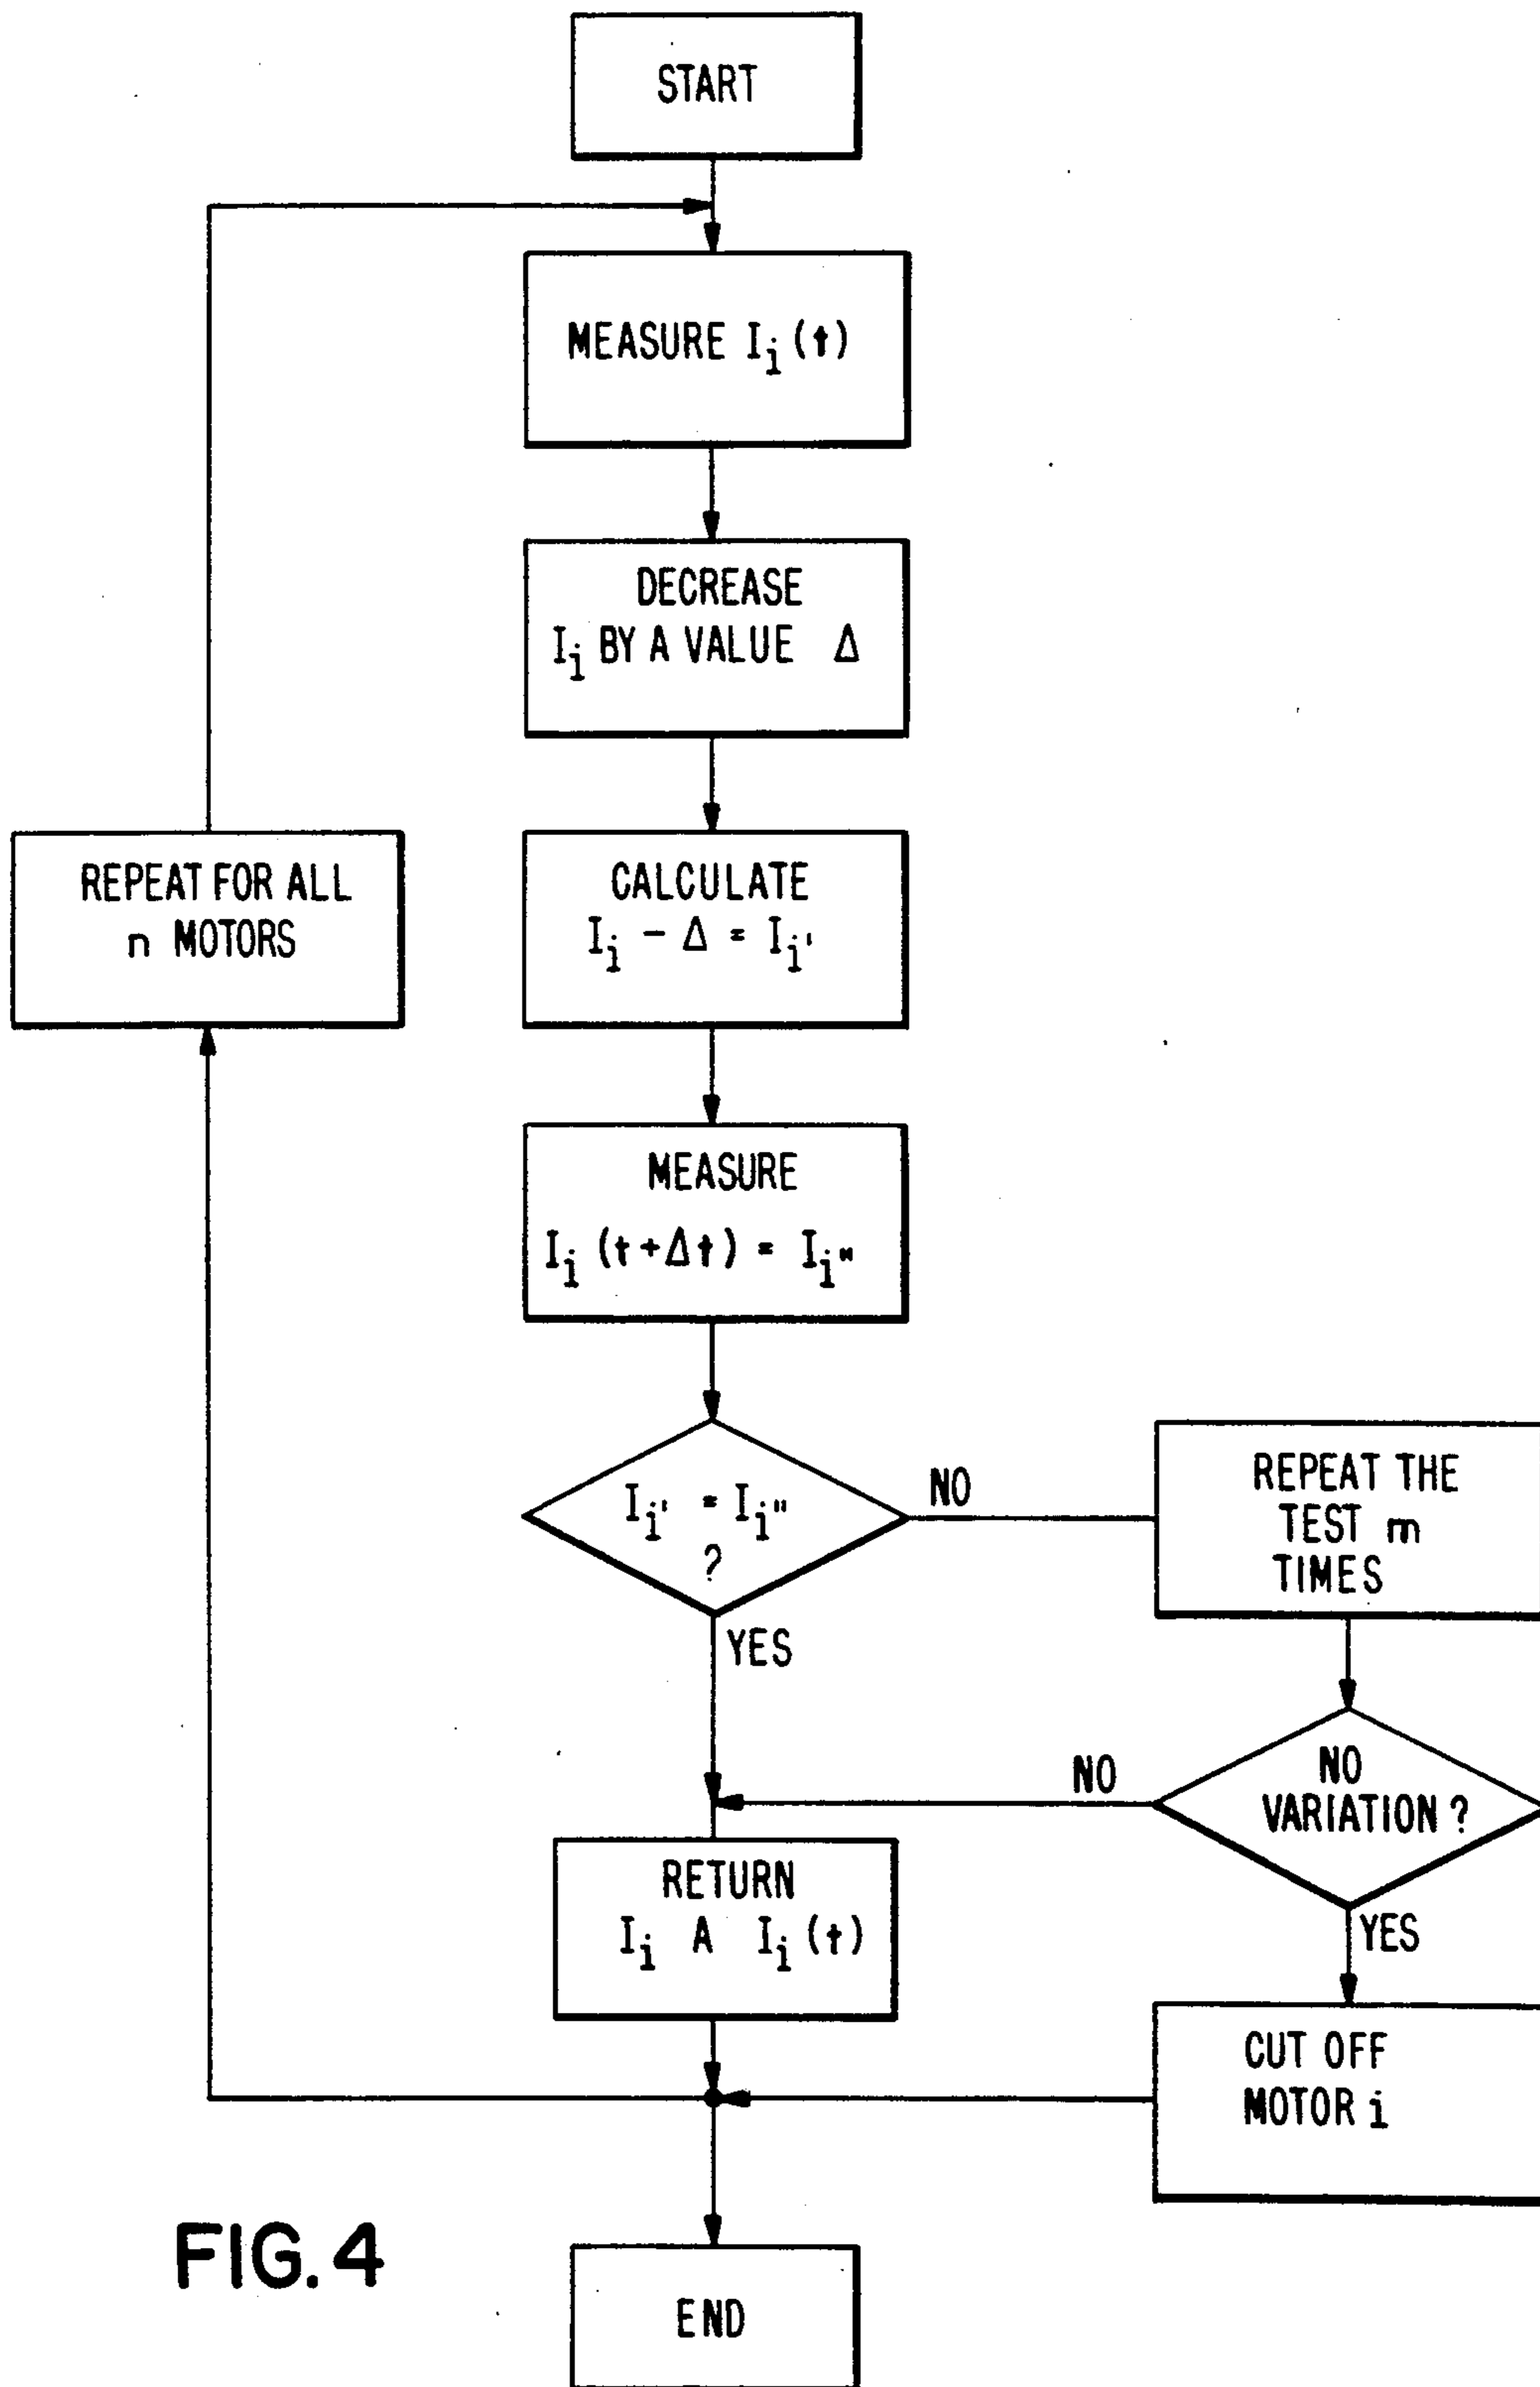 START
MEASURE Iᵢ (t)
DECREASE
Iᵢ BY A VALUE Δ
CALCULATE
Iᵢ - Δ = Iᵢ'
REPEAT FOR ALL
n MOTORS
MEASURE
Iᵢ (t+Δt) = Iᵢ"
Iᵢ' = Iᵢ"
?
NO
REPEAT THE
TEST m
TIMES
YES
NO
VARIATION ?
NO
RETURN
Iᵢ A Iᵢ (t)
YES
CUT OFF
MOTOR i
FIG. 4
END